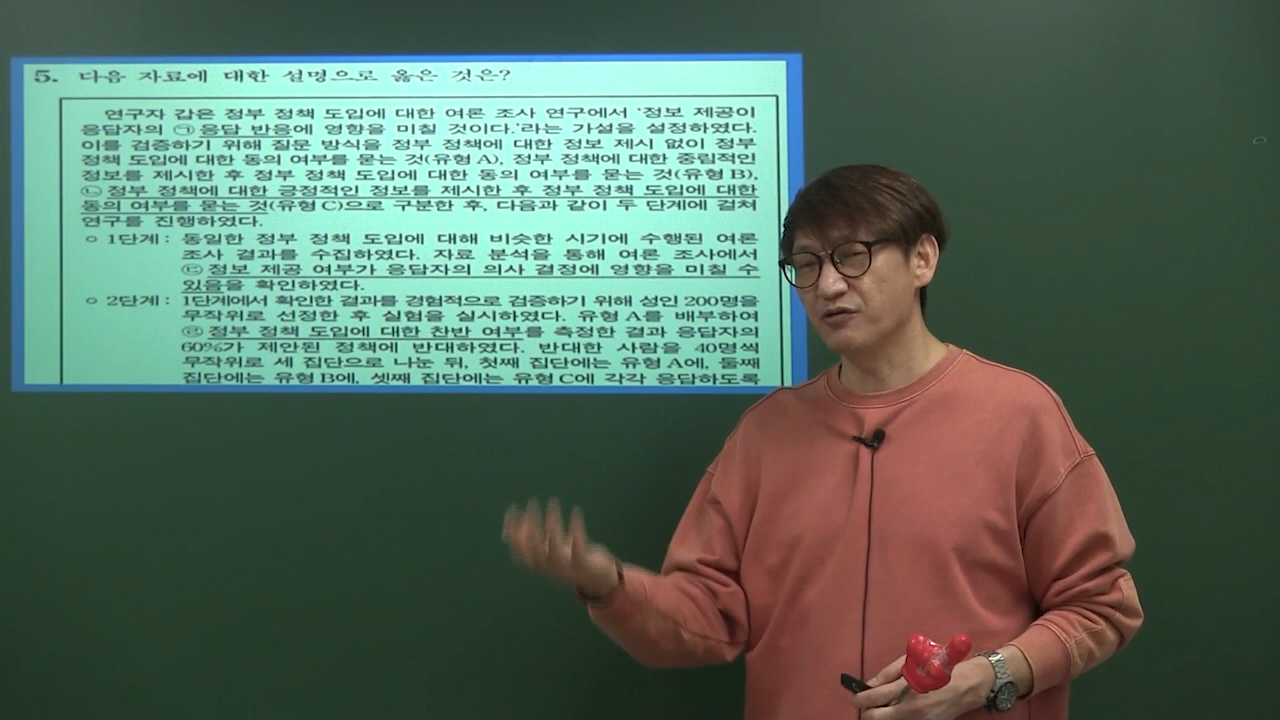 5. 다음 자료에 대한 설명으로 옳은 것은?
연구자 갑은 정부 정책 도입에 대한 여론 조사 연구에서 '정보 제공이
응답자의 ㉠ 응답 반응에 영향을 미칠 것이다.'라는 가설을 설정하였다.
이를 검증하기 위해 질문 방식을 정부 정책에 대한 정보 제시 없이 정부
정책 도입에 대한 동의 여부를 묻는 것(유형 A), 정부 정책에 대한 중립적인
정보를 제시한 후 정부 정책 도입에 대한 동의 여부를 묻는 것(유형 B),
㉡ 정부 정책에 대한 긍정적인 정보를 제시한 후 정부 정책 도입에 대한
동의 여부를 묻는 것(유형 C)으로 구분한 후, 다음과 같이 두 단계에 걸쳐
연구를 진행하였다.
○ 1단계 : 동일한 정부 정책 도입에 대해 비슷한 시기에 수행된 여론
조사 결과를 수집하였다. 자료 분석을 통해 여론 조사에서
㉢ 정보 제공 여부가 응답자의 의사 결정에 영향을 미칠 수
있음을 확인하였다.
○ 2단계 : 1단계에서 확인한 결과를 경험적으로 검증하기 위해 성인 200명을
무작위로 선정한 후 실험을 실시하였다. 유형 A를 배부하여
㉣ 정부 정책 도입에 대한 찬반 여부를 측정한 결과 응답자의
60%가 제안된 정책에 반대하였다. 반대한 사람을 40명씩
무작위로 세 집단으로 나눈 뒤, 첫째 집단에는 유형 A에, 둘째
집단에는 유형 B에, 셋째 집단에는 유형 C에 각각 응답하도록